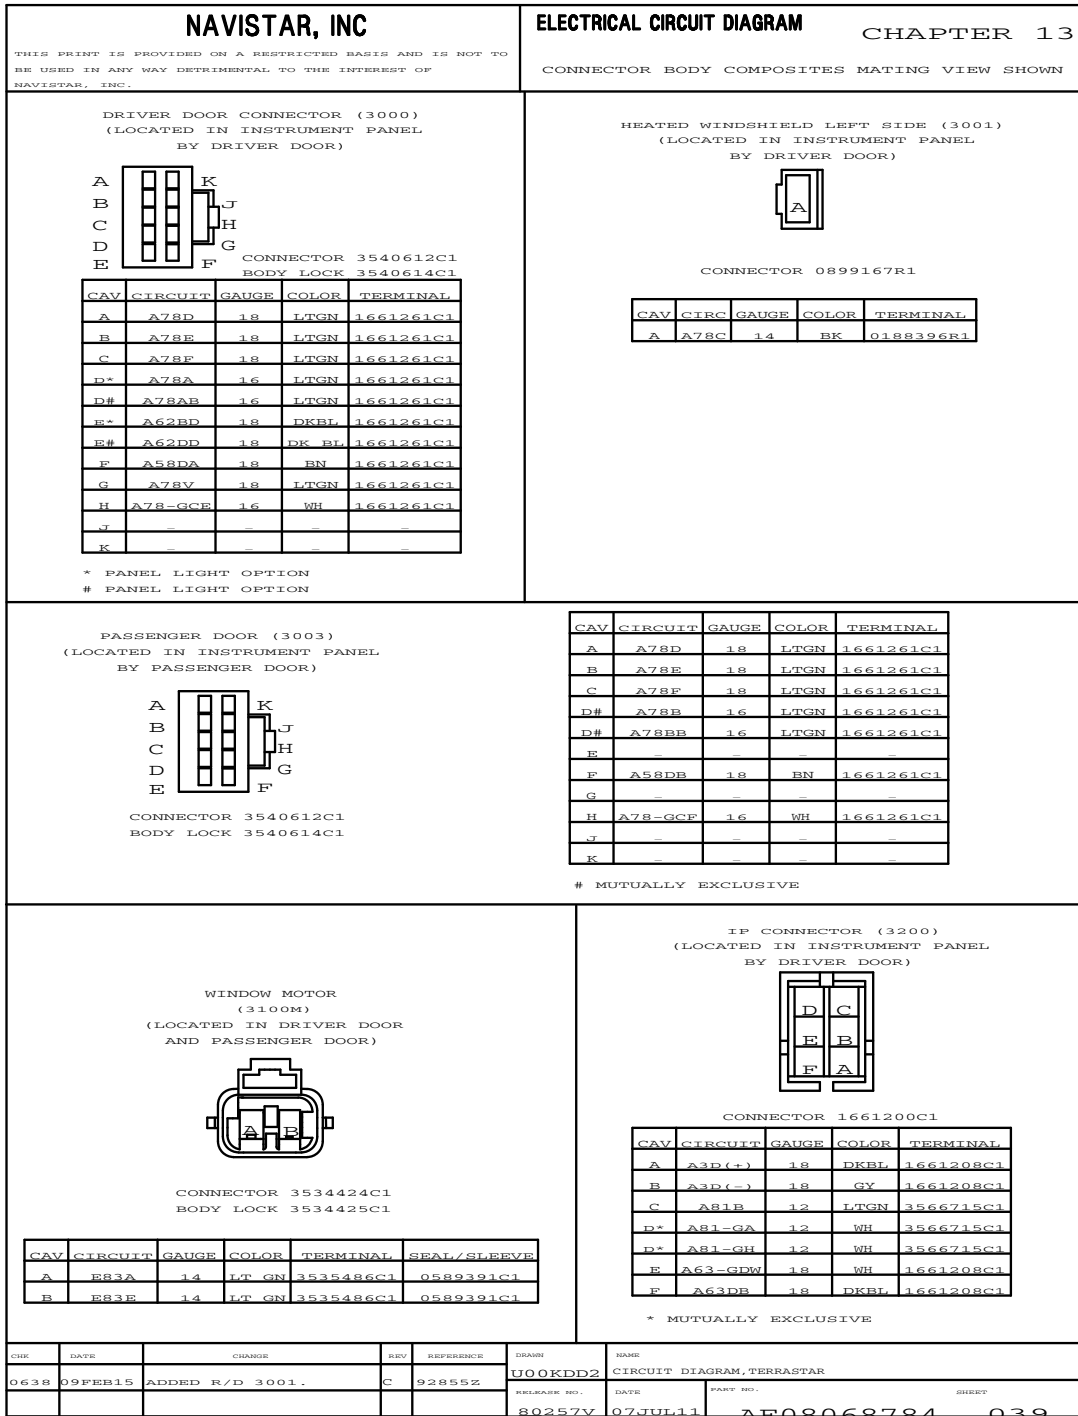 NAVISTAR, INC
THIS PRINT IS PROVIDED ON A RESTRICTED BASIS AND IS NOT TO
BE USED IN ANY WAY DETRIMENTAL TO THE INTEREST OF
NAVISTAR, INC.
ELECTRICAL CIRCUIT DIAGRAM
CHAPTER 13
CONNECTOR BODY COMPOSITES MATING VIEW SHOWN
DRIVER DOOR CONNECTOR (3000)
(LOCATED IN INSTRUMENT PANEL
BY DRIVER DOOR)
A K
B J
C H
D G
E F
CONNECTOR 3540612C1
BODY LOCK 3540614C1
CAV CIRCUIT GAUGE COLOR TERMINAL
A A78D 18 LTGN 1661261C1
B A78E 18 LTGN 1661261C1
C A78F 18 LTGN 1661261C1
D* A78A 16 LTGN 1661261C1
D# A78AB 16 LTGN 1661261C1
E* A62BD 18 DKBL 1661261C1
E# A62DD 18 DK BL 1661261C1
F A58DA 18 BN 1661261C1
G A78V 18 LTGN 1661261C1
H A78-GCE 16 WH 1661261C1
J - - - -
K - - - -
* PANEL LIGHT OPTION
# PANEL LIGHT OPTION
HEATED WINDSHIELD LEFT SIDE (3001)
(LOCATED IN INSTRUMENT PANEL
BY DRIVER DOOR)
A
CONNECTOR 0899167R1
CAV CIRC GAUGE COLOR TERMINAL
A A78C 14 BK 0188396R1
PASSENGER DOOR (3003)
(LOCATED IN INSTRUMENT PANEL
BY PASSENGER DOOR)
A K
B J
C H
D G
E F
CONNECTOR 3540612C1
BODY LOCK 3540614C1
CAV CIRCUIT GAUGE COLOR TERMINAL
A A78D 18 LTGN 1661261C1
B A78E 18 LTGN 1661261C1
C A78F 18 LTGN 1661261C1
D# A78B 16 LTGN 1661261C1
D# A78BB 16 LTGN 1661261C1
E - - - -
F A58DB 18 BN 1661261C1
G - - - -
H A78-GCF 16 WH 1661261C1
J - - - -
K - - - -
# MUTUALLY EXCLUSIVE
WINDOW MOTOR
(3100M)
(LOCATED IN DRIVER DOOR
AND PASSENGER DOOR)
A B
CONNECTOR 3534424C1
BODY LOCK 3534425C1
CAV CIRCUIT GAUGE COLOR TERMINAL SEAL/SLEEVE
A E83A 14 LT GN 3535486C1 0589391C1
B E83E 14 LT GN 3535486C1 0589391C1
IP CONNECTOR (3200)
(LOCATED IN INSTRUMENT PANEL
BY DRIVER DOOR)
D C
E B
F A
CONNECTOR 1661200C1
CAV CIRCUIT GAUGE COLOR TERMINAL
A A3D(+) 18 DKBL 1661208C1
B A3D(-) 18 GY 1661208C1
C A81B 12 LTGN 3566715C1
D* A81-GA 12 WH 3566715C1
D* A81-GH 12 WH 3566715C1
E A63-GDW 18 WH 1661208C1
F A63DB 18 DKBL 1661208C1
* MUTUALLY EXCLUSIVE
CHK DATE CHANGE REV REFERENCE
0638 09FEB15 ADDED R/D 3001. C 92855Z
DRAWN
U00KDD2
NAME
CIRCUIT DIAGRAM,TERRASTAR
RELEASE NO.
80257V
DATE
07JUL11
PART NO. SHEET
AF08068784 039